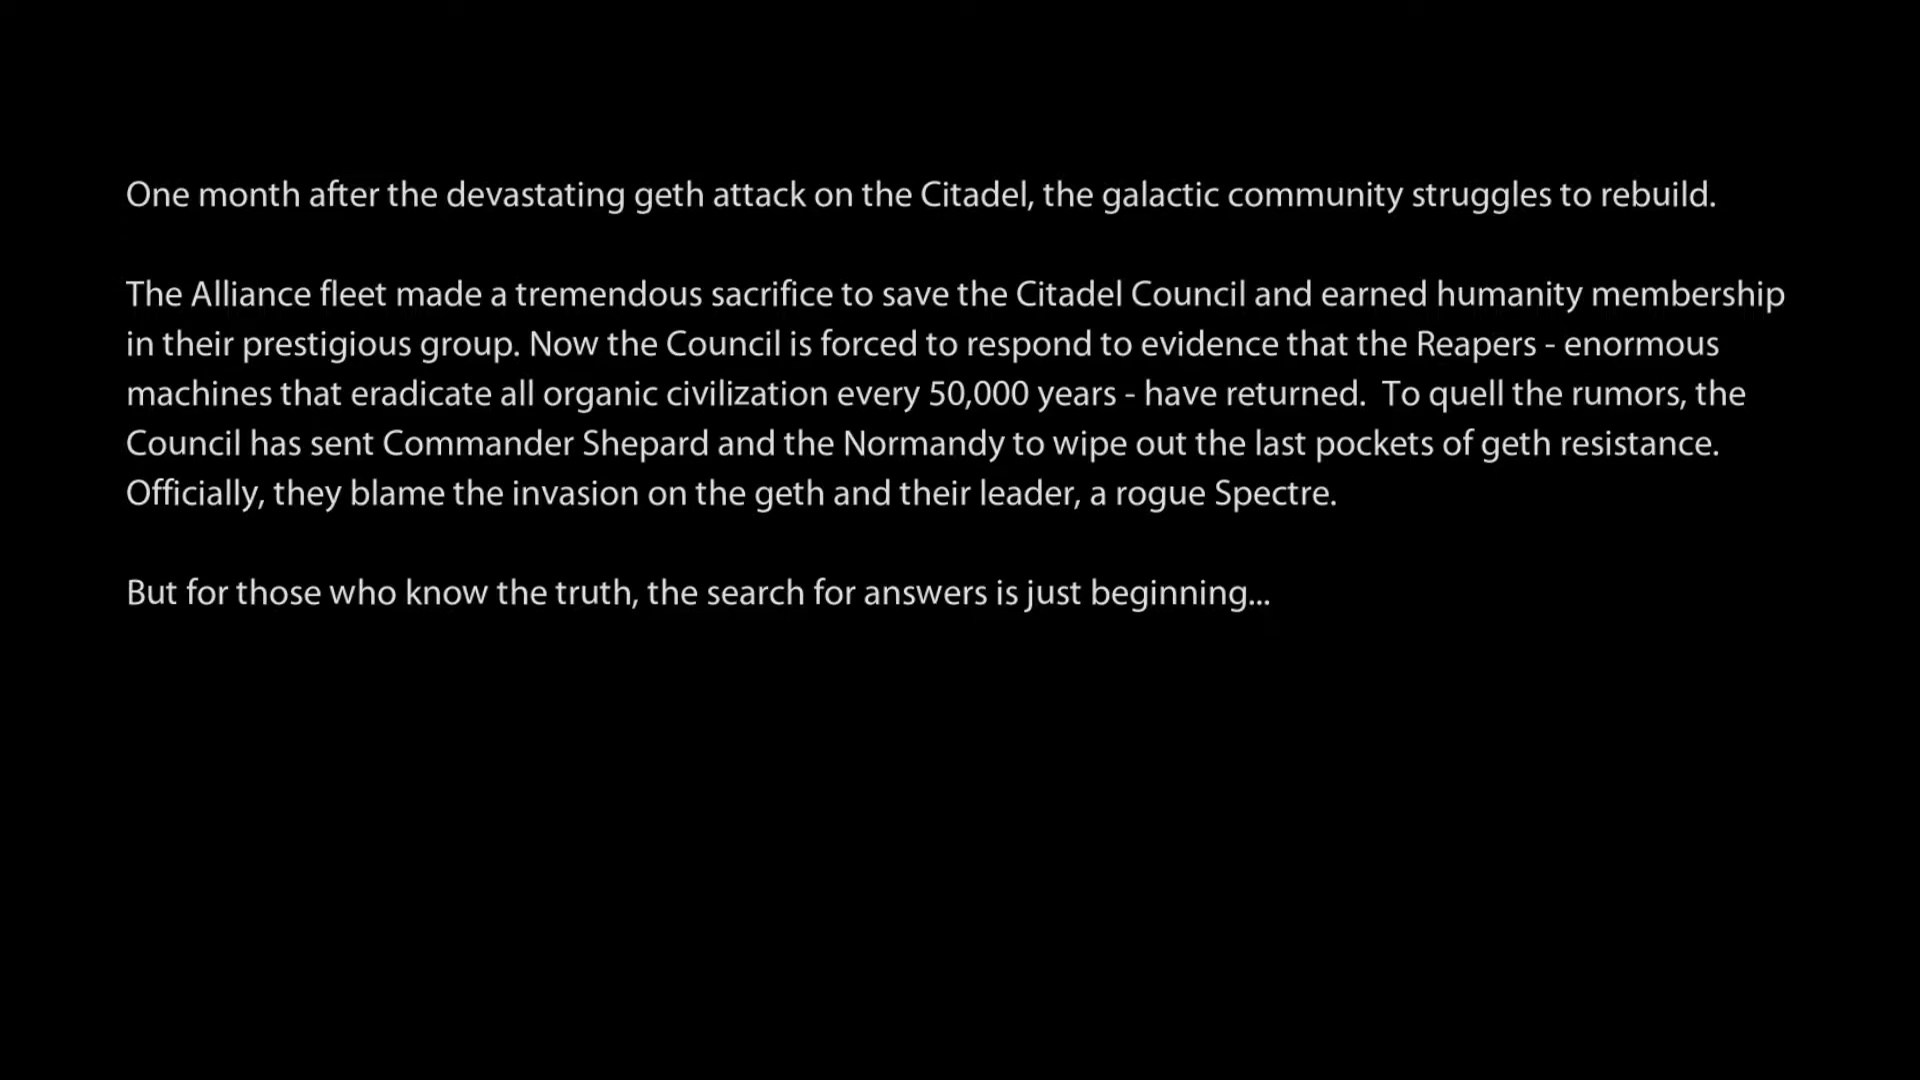 One month after the devastating geth attack on the Citadel, the galactic community struggles to rebuild.
The Alliance fleet made a tremendous sacrifice to save the Citadel Council and earned humanity membership
in their prestigious group. Now the Council is forced to respond to evidence that the Reapers - enormous
machines that eradicate all organic civilization every 50,000 years - have returned.  To quell the rumors, the
Council has sent Commander Shepard and the Normandy to wipe out the last pockets of geth resistance.
Officially, they blame the invasion on the geth and their leader, a rogue Spectre.
But for those who know the truth, the search for answers is just beginning...